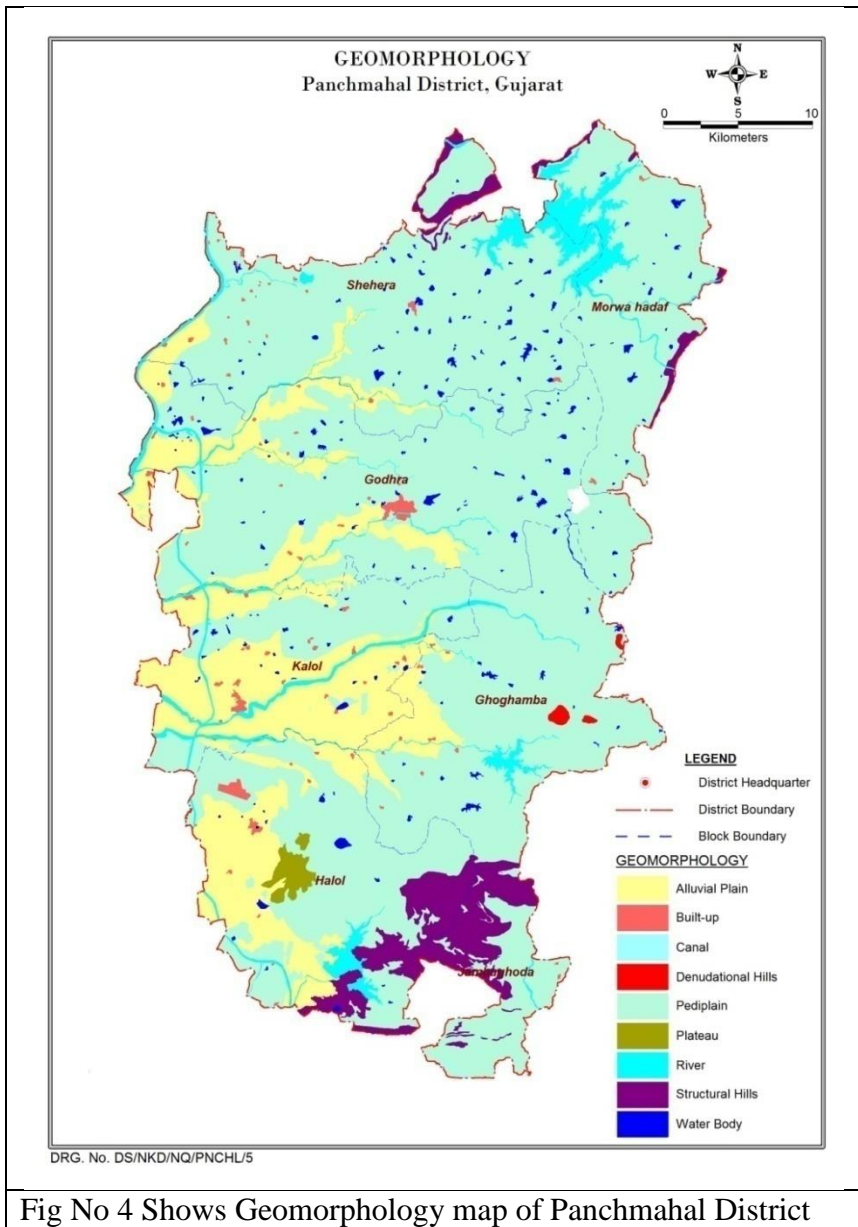 GEOMORPHOLOGY
Panchmahal District, Gujarat
N
W E
S
0 5 10
Kilometers
Shehera
Morwa hadaf
Godhra
Kalol
Ghoghamba
Halol
Jambughoda
LEGEND
District Headquarter
District Boundary
Block Boundary
GEOMORPHOLOGY
Alluvial Plain
Built-up
Canal
Denudational Hills
Pediplain
Plateau
River
Structural Hills
Water Body
DRG. No. DS/NKD/NQ/PNCHL/5
Fig No 4 Shows Geomorphology map of Panchmahal District